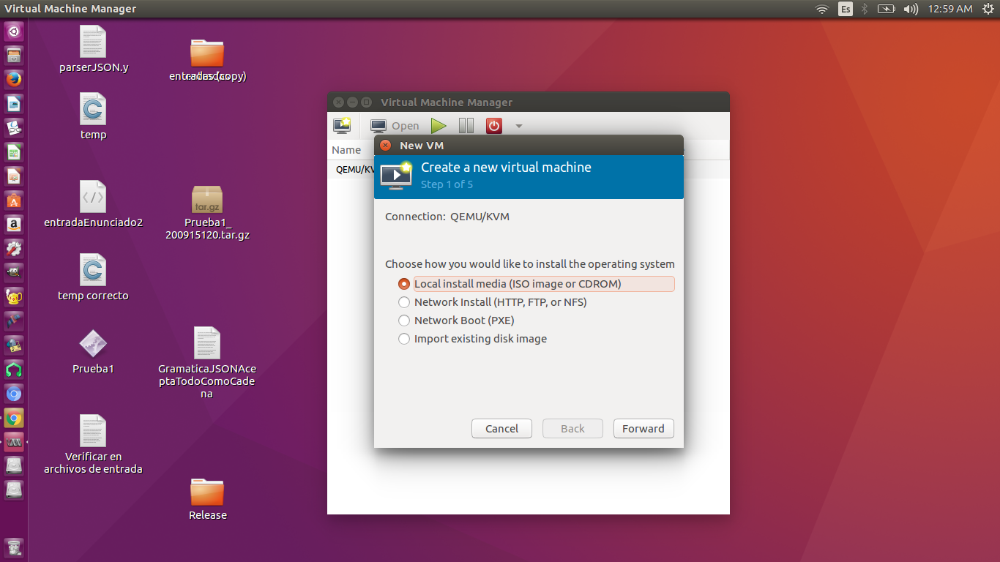 Virtual Machine Manager
Es
12:59 AM
parserJSON.y
temp
entradaEnunciado2
tar.gz
Prueba1_
200915120.tar.gz
temp correcto
Prueba1
GramaticaJSONAce
ptaTodoComoCade
na
Verificar en
archivos de entrada
Release
Virtual Machine Manager
Open
Name
QEMU/KV
New VM
Create a new virtual machine
Step 1 of 5
Connection: QEMU/KVM
Choose how you would like to install the operating system
Local install media (ISO image or CDROM)
Network Install (HTTP, FTP, or NFS)
Network Boot (PXE)
Import existing disk image
Cancel
Back
Forward